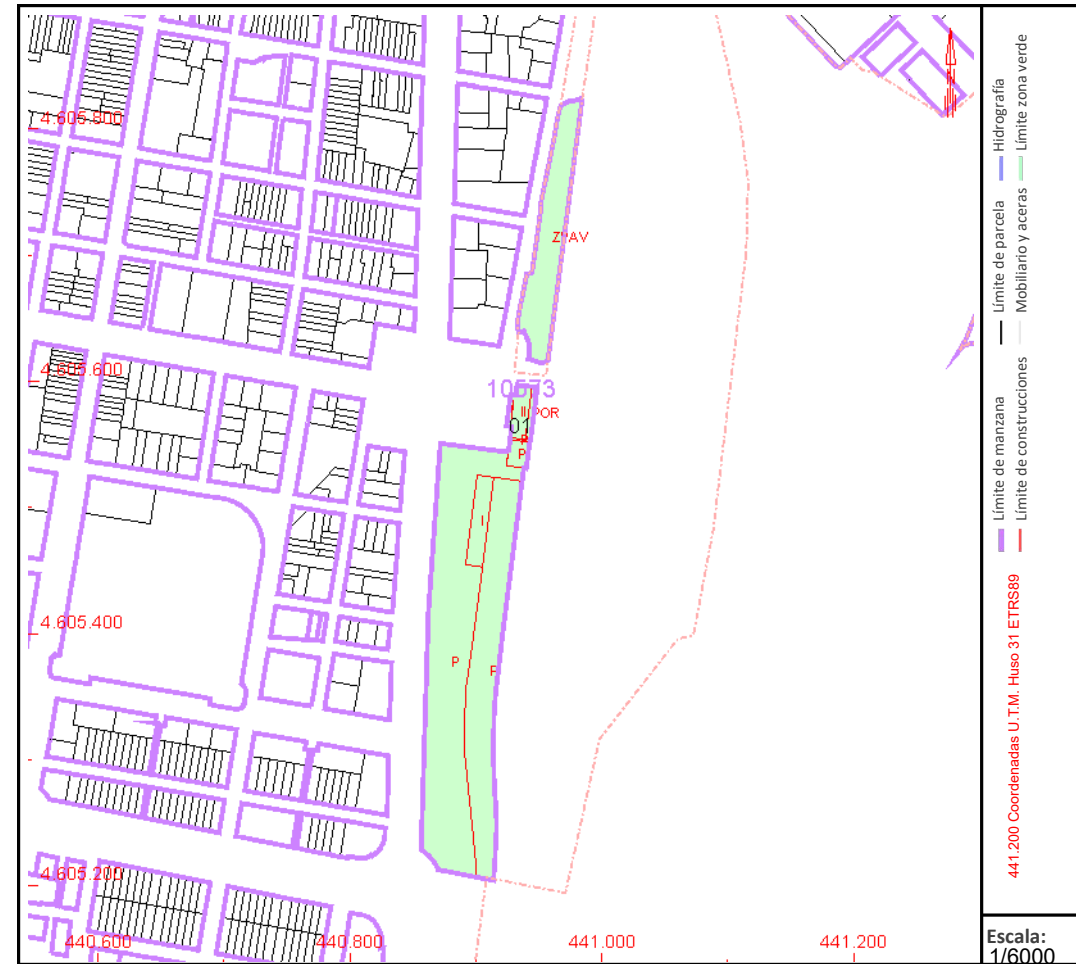 4.605.800
ZVAV
4.605.600
10573
II
POR
01
P
P
I
4.605.400
P
P
4.605.200
440.600
440.800
441.000
441.200
N
441.200 Coordenadas U.T.M. Huso 31 ETRS89
Límite de manzana
Límite de parcela
Hidrografía
Límite de construcciones
Mobiliario y aceras
Límite zona verde
Escala:
1/6000